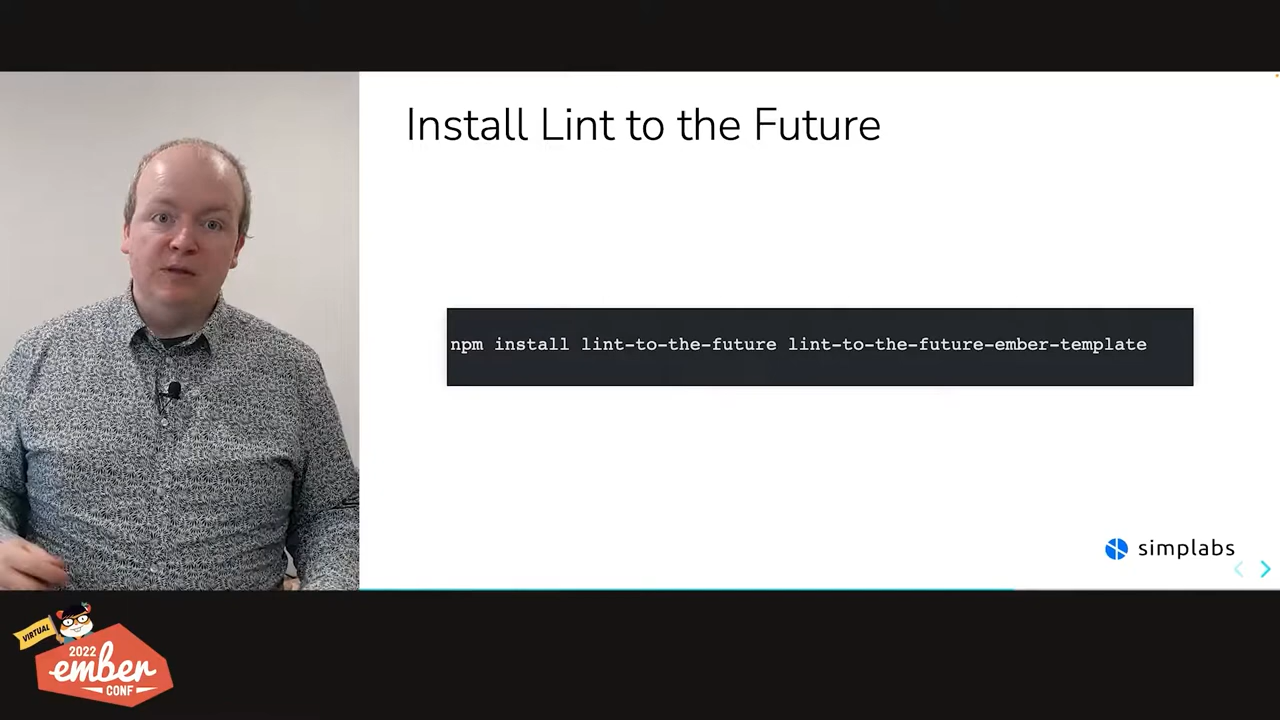 Install Lint to the Future
npm install lint-to-the-future lint-to-the-future-ember-template
simplabs
VIRTUAL
2022
ember
CONF